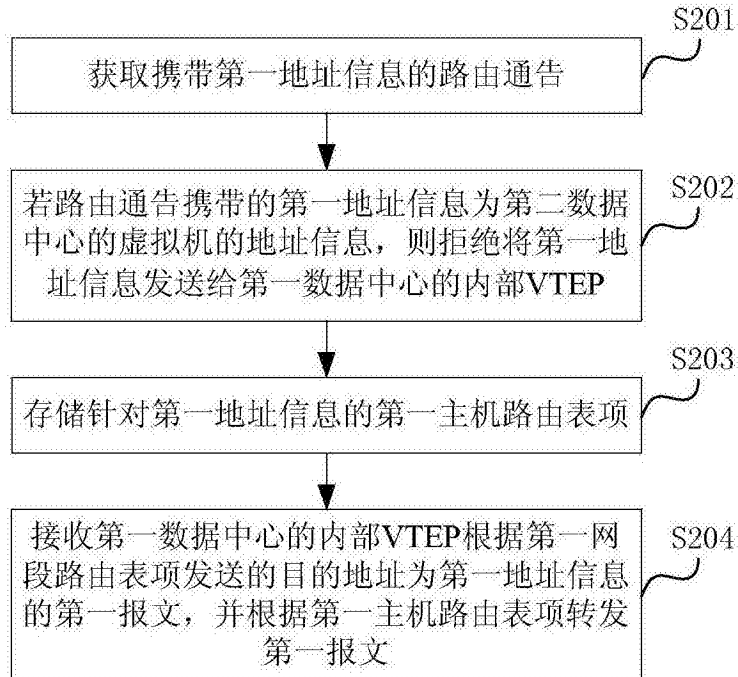 S201
获取携带第一地址信息的路由通告
S202
若路由通告携带的第一地址信息为第二数据
中心的虚拟机的地址信息，则拒绝将第一地
址信息发送给第一数据中心的内部VTEP
S203
存储针对第一地址信息的第一主机路由表项
S204
接收第一数据中心的内部VTEP根据第一网
段路由表项发送的目的地址为第一地址信息
的第一报文，并根据第一主机路由表项转发
第一报文